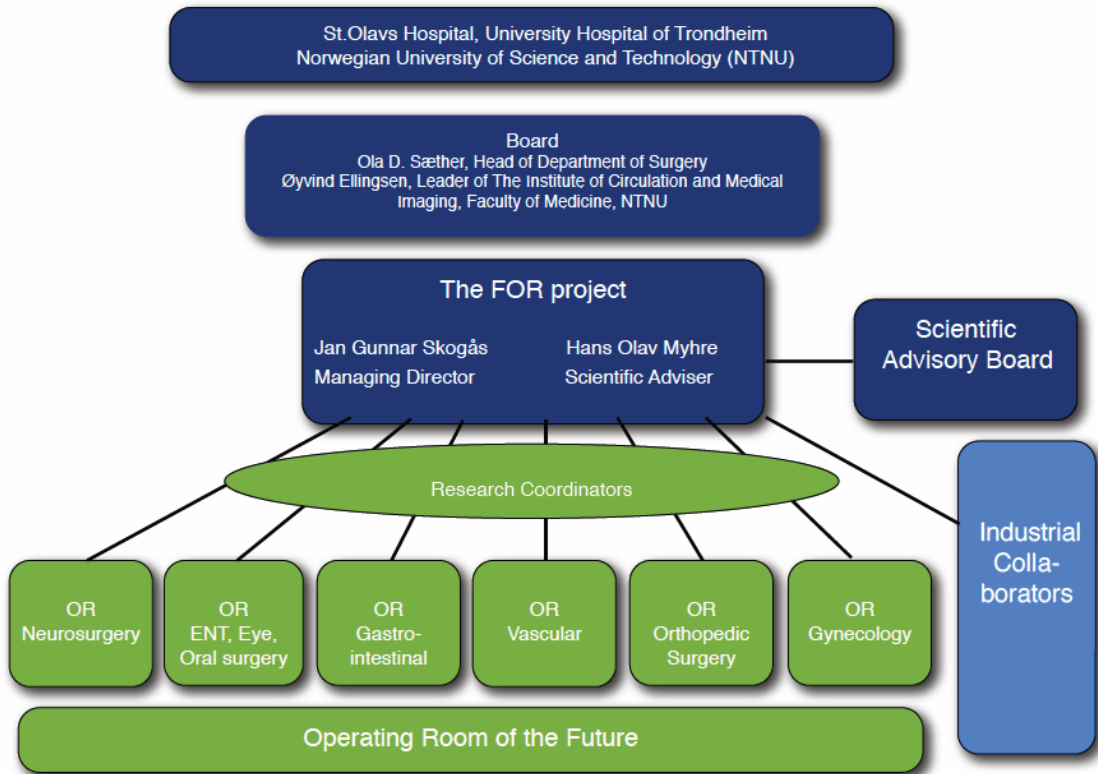 St.Olavs Hospital, University Hospital of Trondheim
Norwegian University of Science and Technology (NTNU)
Board
Ola D. Sæther, Head of Department of Surgery
Øyvind Ellingsen, Leader of The Institute of Circulation and Medical
Imaging, Faculty of Medicine, NTNU
The FOR project
Jan Gunnar Skogås
Managing Director
Hans Olav Myhre
Scientific Adviser
Scientific
Advisory Board
Research Coordinators
Industrial
Colla-
borators
OR
Neurosurgery
OR
ENT, Eye,
Oral surgery
OR
Gastro-
intestinal
OR
Vascular
OR
Orthopedic
Surgery
OR
Gynecology
Operating Room of the Future